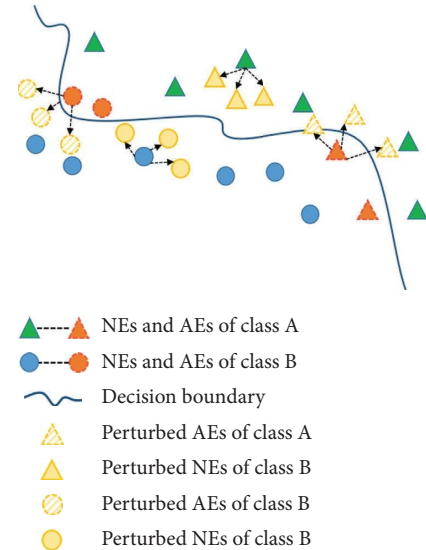 NEs and AEs of class A
NEs and AEs of class B
Decision boundary
Perturbed AEs of class A
Perturbed NEs of class B
Perturbed AEs of class B
Perturbed NEs of class B